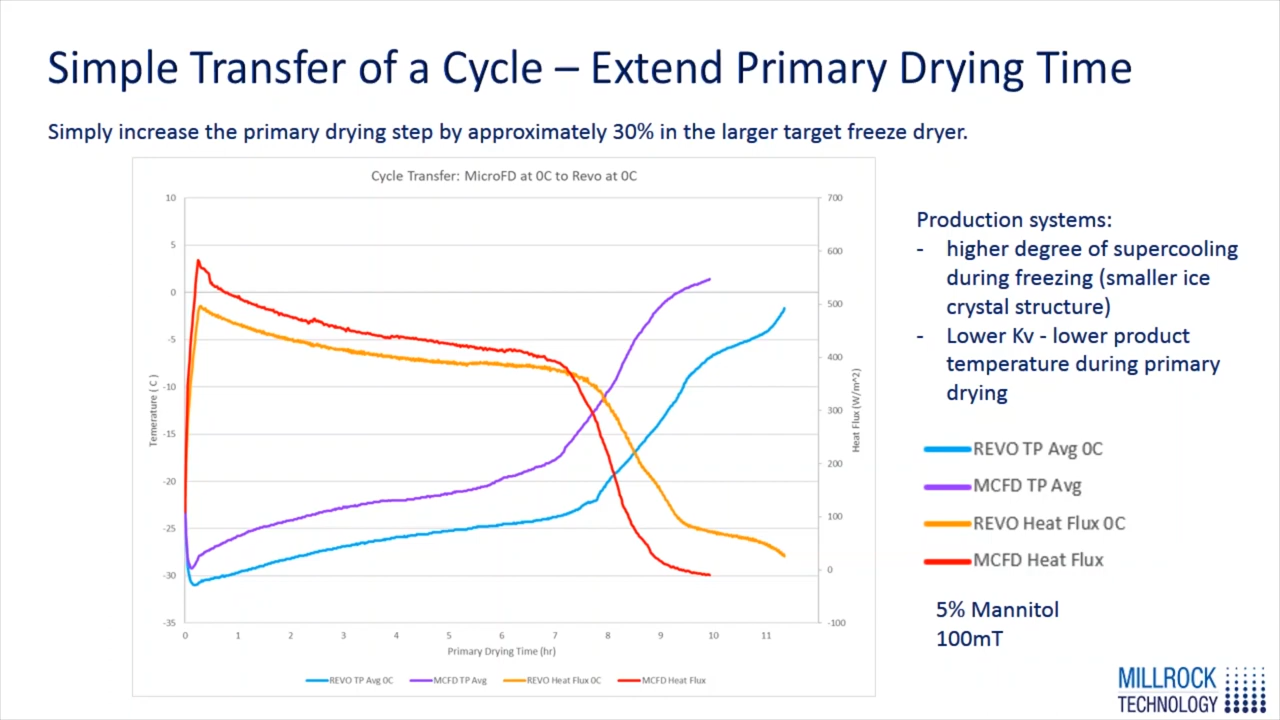 Simple Transfer of a Cycle – Extend Primary Drying Time
Simply increase the primary drying step by approximately 30% in the larger target freeze dryer.
Cycle Transfer: MicroFD at 0C to Revo at 0C
10
5
0
-5
-10
-15
-20
-25
-30
-35
Temerature ( C )
700
600
500
400
300
200
100
0
-100
Heat Flux (W/m^2)
0 1 2 3 4 5 6 7 8 9 10 11
Primary Drying Time (hr)
REVO TP Avg 0C MCFD TP Avg REVO Heat Flux 0C MCFD Heat Flux
Production systems:
- higher degree of supercooling
during freezing (smaller ice
crystal structure)
- Lower Kv - lower product
temperature during primary
drying
REVO TP Avg 0C
MCFD TP Avg
REVO Heat Flux 0C
MCFD Heat Flux
5% Mannitol
100mT
MILLROCK
TECHNOLOGY